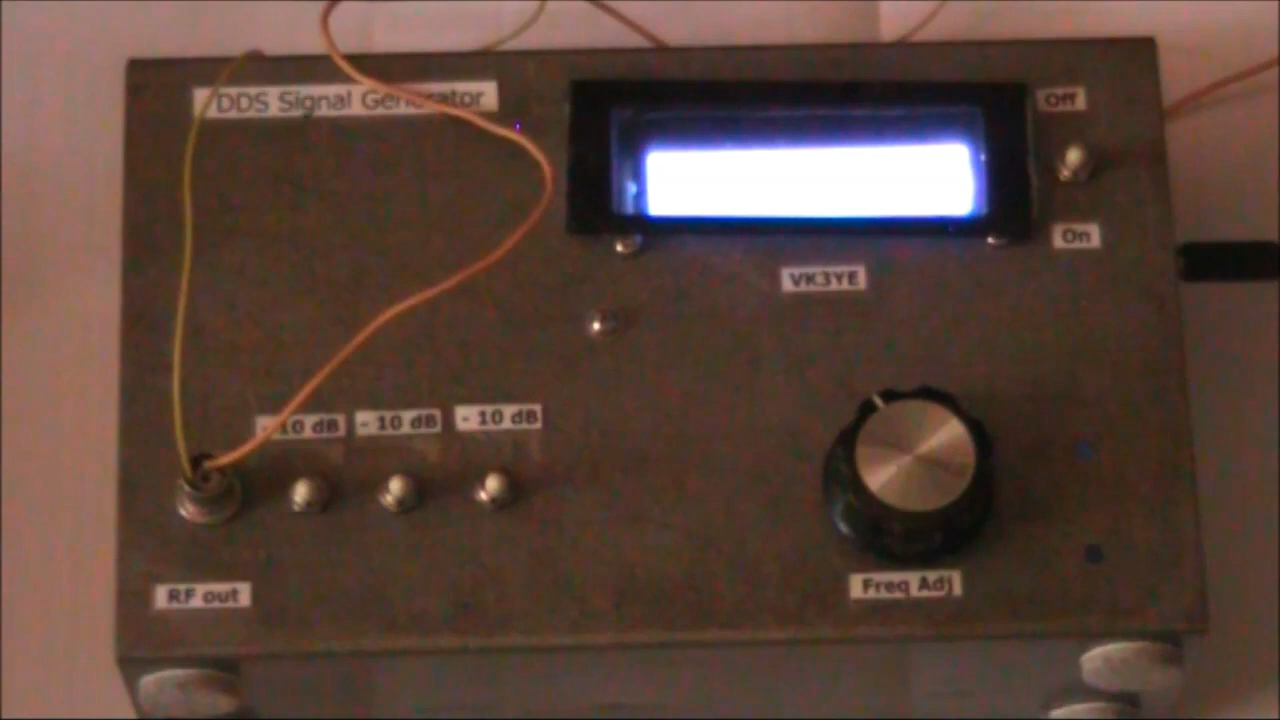 DDS Signal Generator
Off
On
VK3YE
- 10 dB
- 10 dB
- 10 dB
RF out
Freq Adj